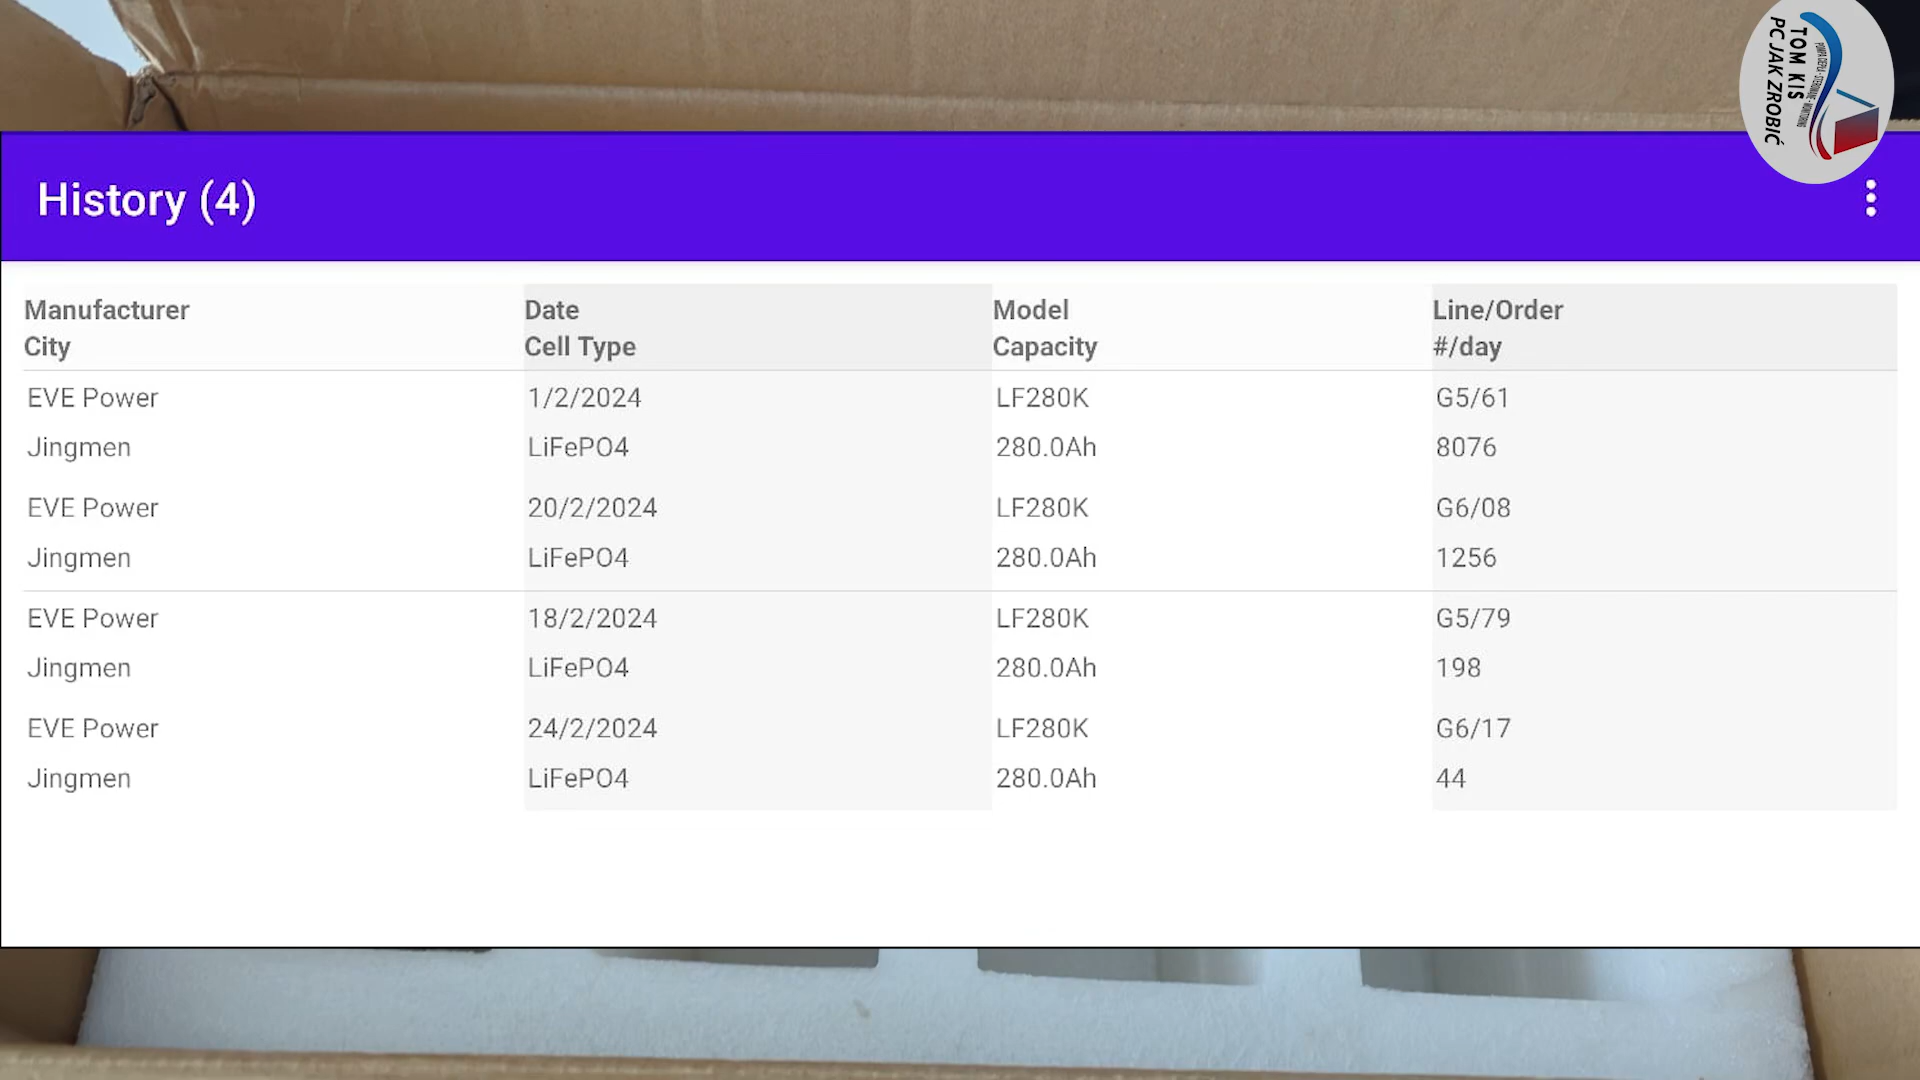 TOM KIS
PC JAK ZROBIĆ
History (4)
Manufacturer Date Model Line/Order
City Cell Type Capacity #/day
EVE Power 1/2/2024 LF280K G5/61
Jingmen LiFePO4 280.0Ah 8076
EVE Power 20/2/2024 LF280K G6/08
Jingmen LiFePO4 280.0Ah 1256
EVE Power 18/2/2024 LF280K G5/79
Jingmen LiFePO4 280.0Ah 198
EVE Power 24/2/2024 LF280K G6/17
Jingmen LiFePO4 280.0Ah 44